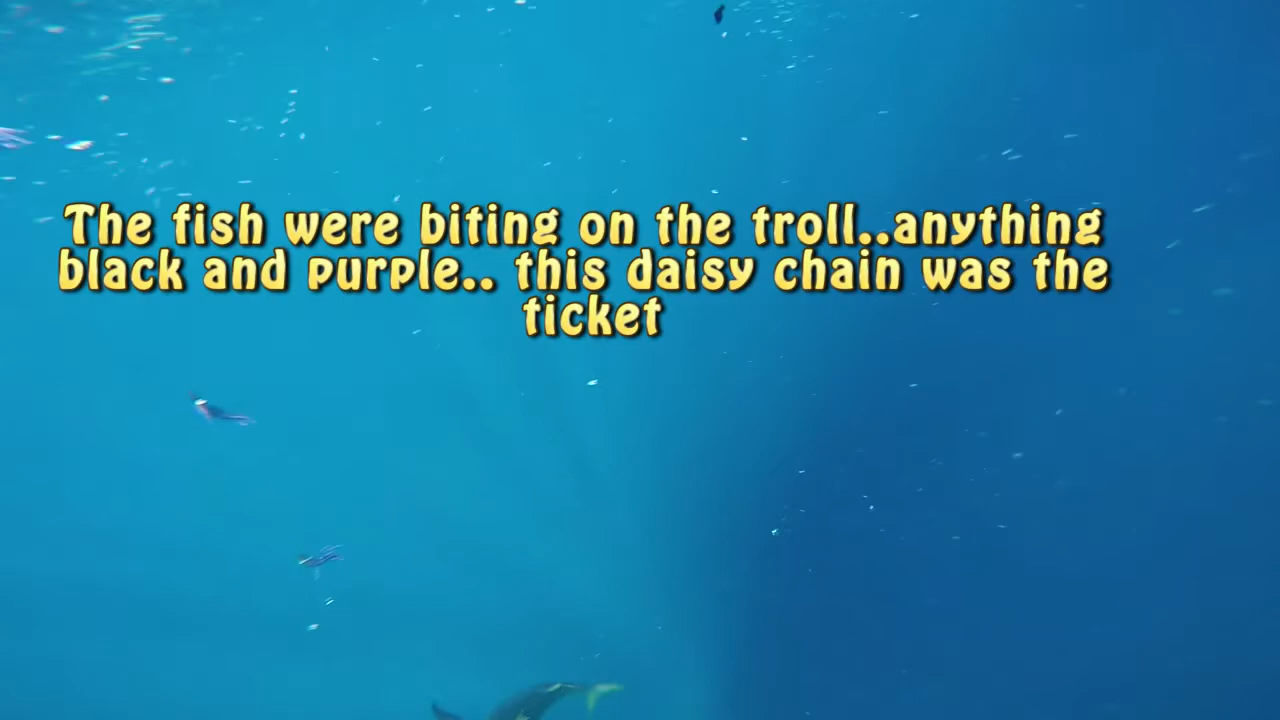 The fish were biting on the troll..anything
black and purple.. this daisy chain was the
ticket